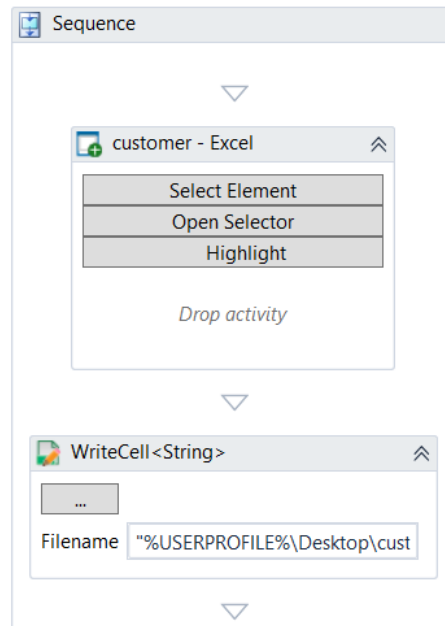 Sequence
customer - Excel
Select Element
Open Selector
Highlight
Drop activity
WriteCell<String>
...
Filename "%USERPROFILE%\Desktop\cust